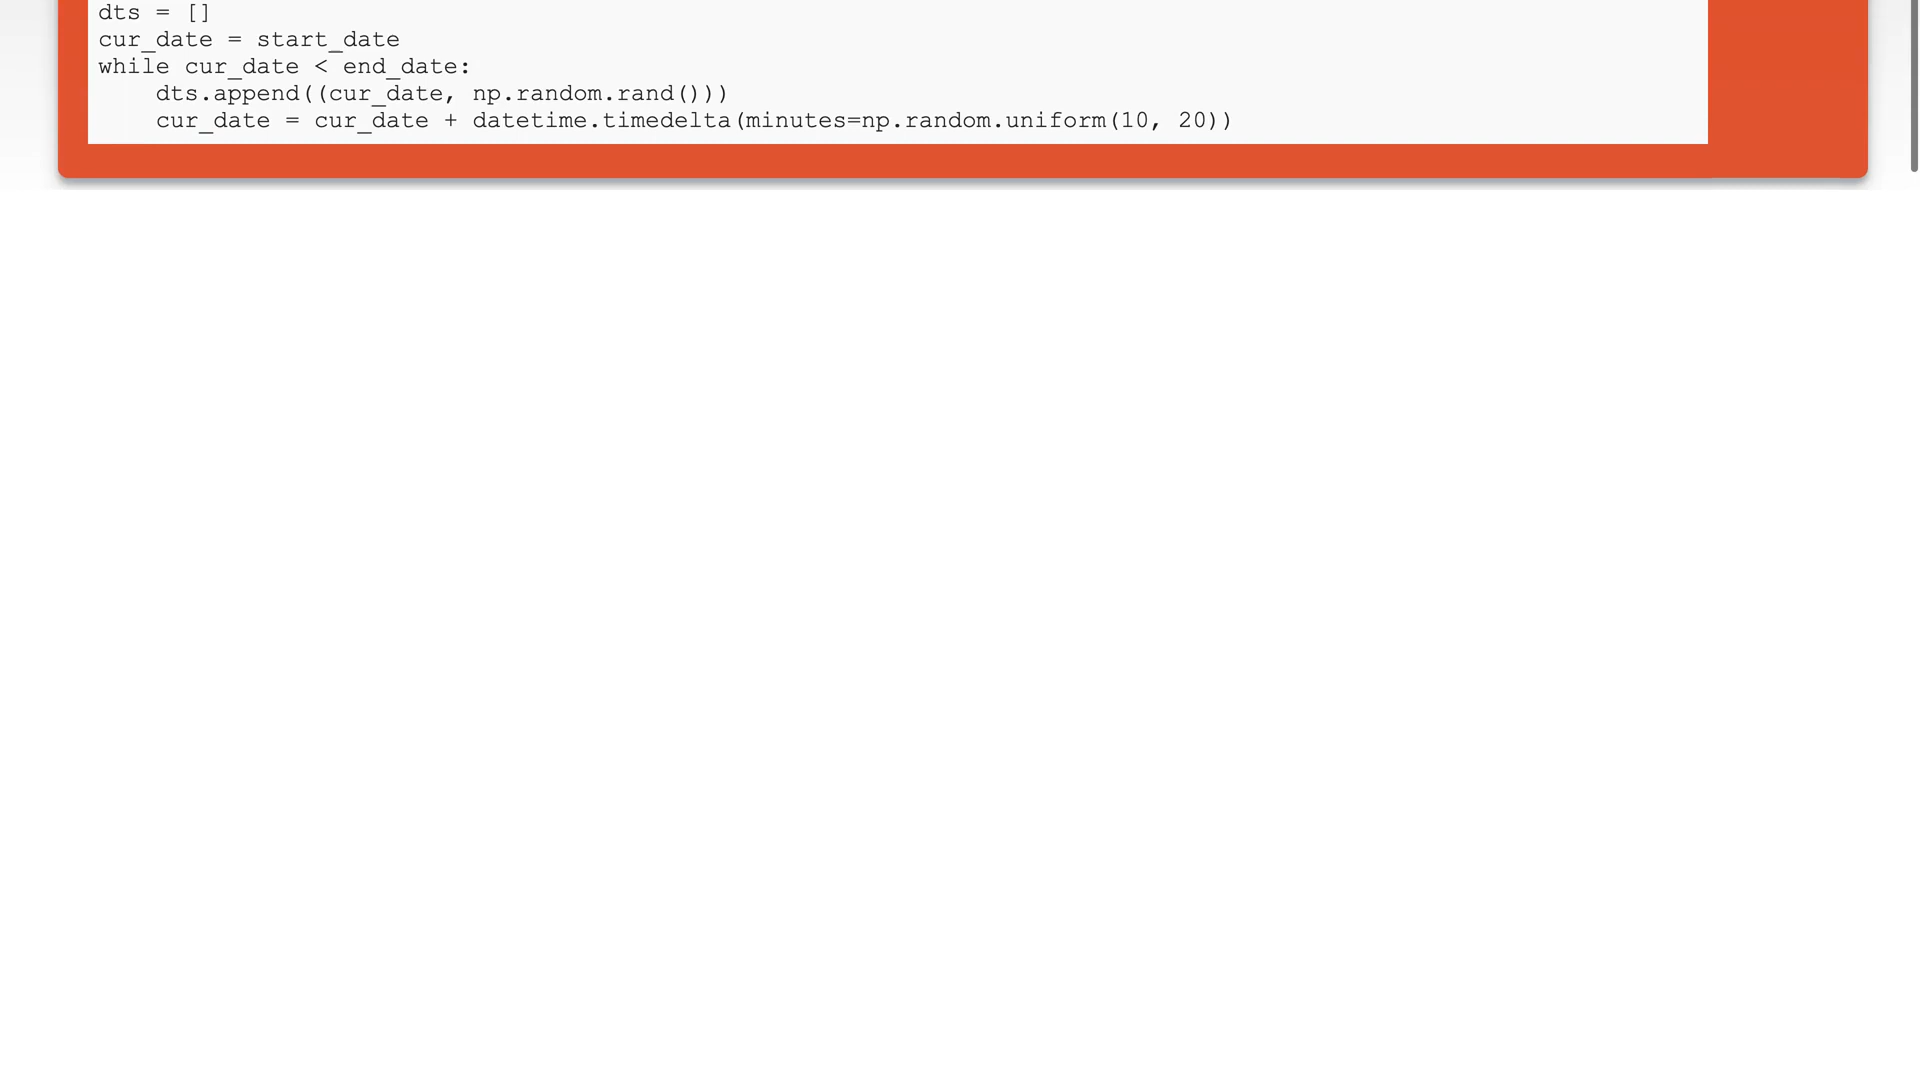 dts = []
cur_date = start_date
while cur_date < end_date:
    dts.append((cur_date, np.random.rand()))
    cur_date = cur_date + datetime.timedelta(minutes=np.random.uniform(10, 20))